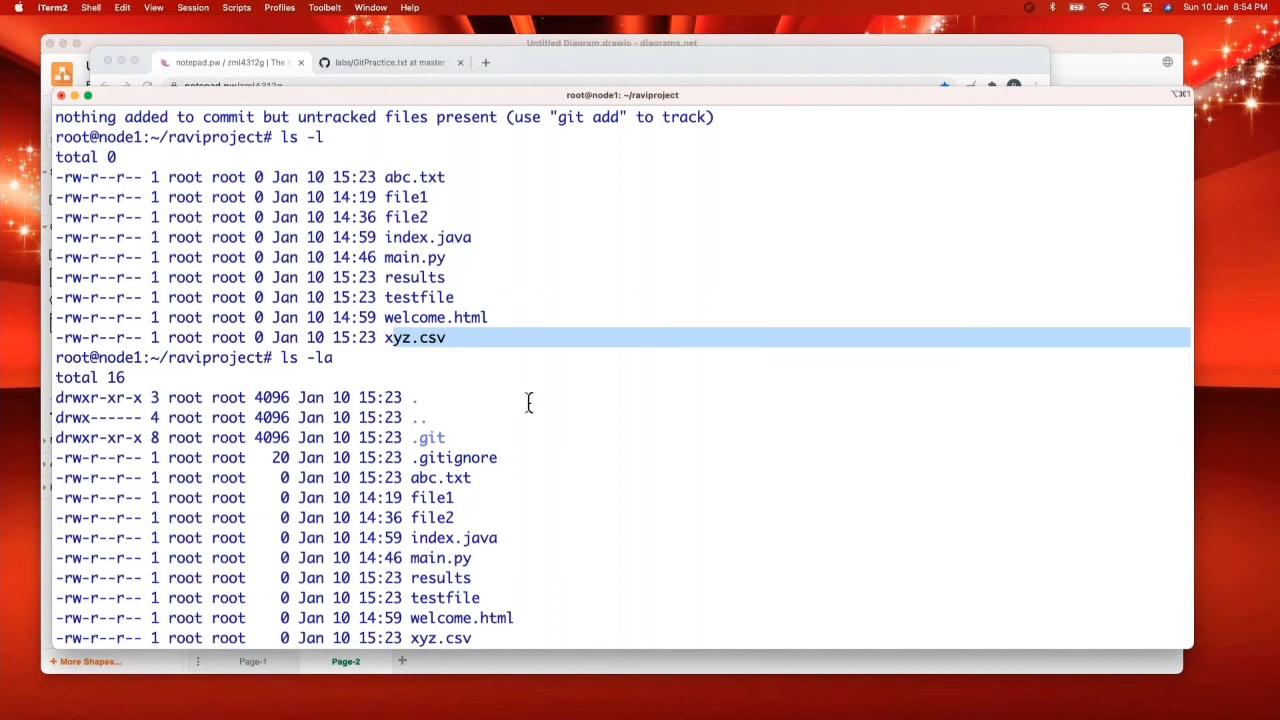 iTerm2 Shell Edit View Session Scripts Profiles Toolbelt Window Help Sun 10 Jan 8:54 PM
Untitled Diagram.drawio - diagrams.net
notepad.pw / zml4312g | The labs/GitPractice.txt at master
notepad.pw/zml4312g
root@node1: ~/raviproject ⌥⌘1
nothing added to commit but untracked files present (use "git add" to track)
root@node1:~/raviproject# ls -l
total 0
-rw-r--r-- 1 root root 0 Jan 10 15:23 abc.txt
-rw-r--r-- 1 root root 0 Jan 10 14:19 file1
-rw-r--r-- 1 root root 0 Jan 10 14:36 file2
-rw-r--r-- 1 root root 0 Jan 10 14:59 index.java
-rw-r--r-- 1 root root 0 Jan 10 14:46 main.py
-rw-r--r-- 1 root root 0 Jan 10 15:23 results
-rw-r--r-- 1 root root 0 Jan 10 15:23 testfile
-rw-r--r-- 1 root root 0 Jan 10 14:59 welcome.html
-rw-r--r-- 1 root root 0 Jan 10 15:23 xyz.csv
root@node1:~/raviproject# ls -la
total 16
drwxr-xr-x 3 root root 4096 Jan 10 15:23 .
drwx------ 4 root root 4096 Jan 10 15:23 ..
drwxr-xr-x 8 root root 4096 Jan 10 15:23 .git
-rw-r--r-- 1 root root 20 Jan 10 15:23 .gitignore
-rw-r--r-- 1 root root 0 Jan 10 15:23 abc.txt
-rw-r--r-- 1 root root 0 Jan 10 14:19 file1
-rw-r--r-- 1 root root 0 Jan 10 14:36 file2
-rw-r--r-- 1 root root 0 Jan 10 14:59 index.java
-rw-r--r-- 1 root root 0 Jan 10 14:46 main.py
-rw-r--r-- 1 root root 0 Jan 10 15:23 results
-rw-r--r-- 1 root root 0 Jan 10 15:23 testfile
-rw-r--r-- 1 root root 0 Jan 10 14:59 welcome.html
-rw-r--r-- 1 root root 0 Jan 10 15:23 xyz.csv
+ More Shapes... Page-1 Page-2